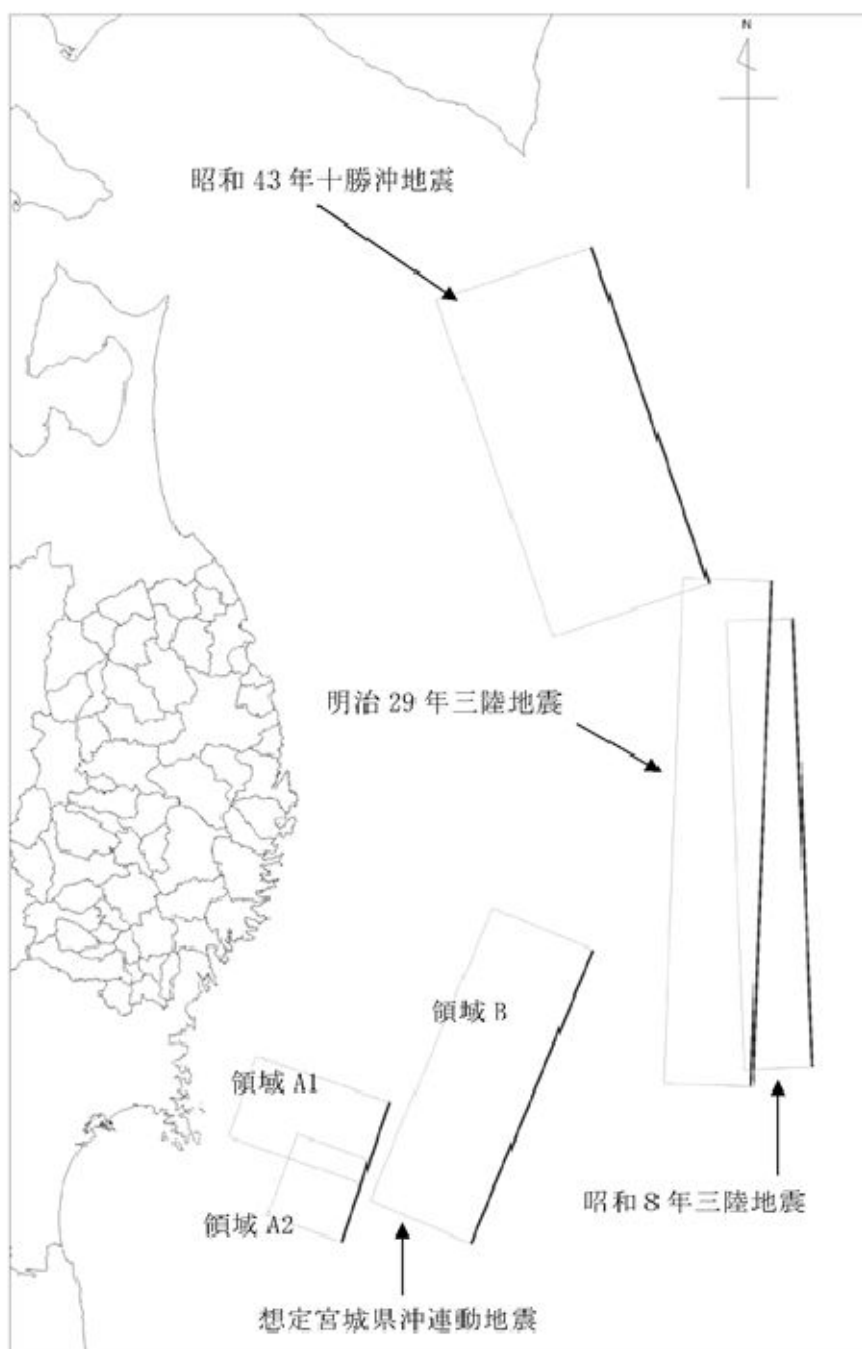 N
昭和 43 年十勝沖地震
明治 29 年三陸地震
領域 B
領域 A1
昭和 8 年三陸地震
領域 A2
想定宮城県沖連動地震